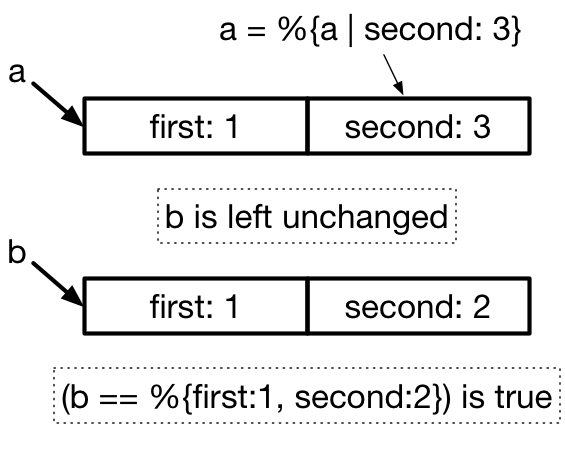 a = %{a | second: 3}
a
first: 1 second: 3
b is left unchanged
b
first: 1 second: 2
(b == %{first:1, second:2}) is true